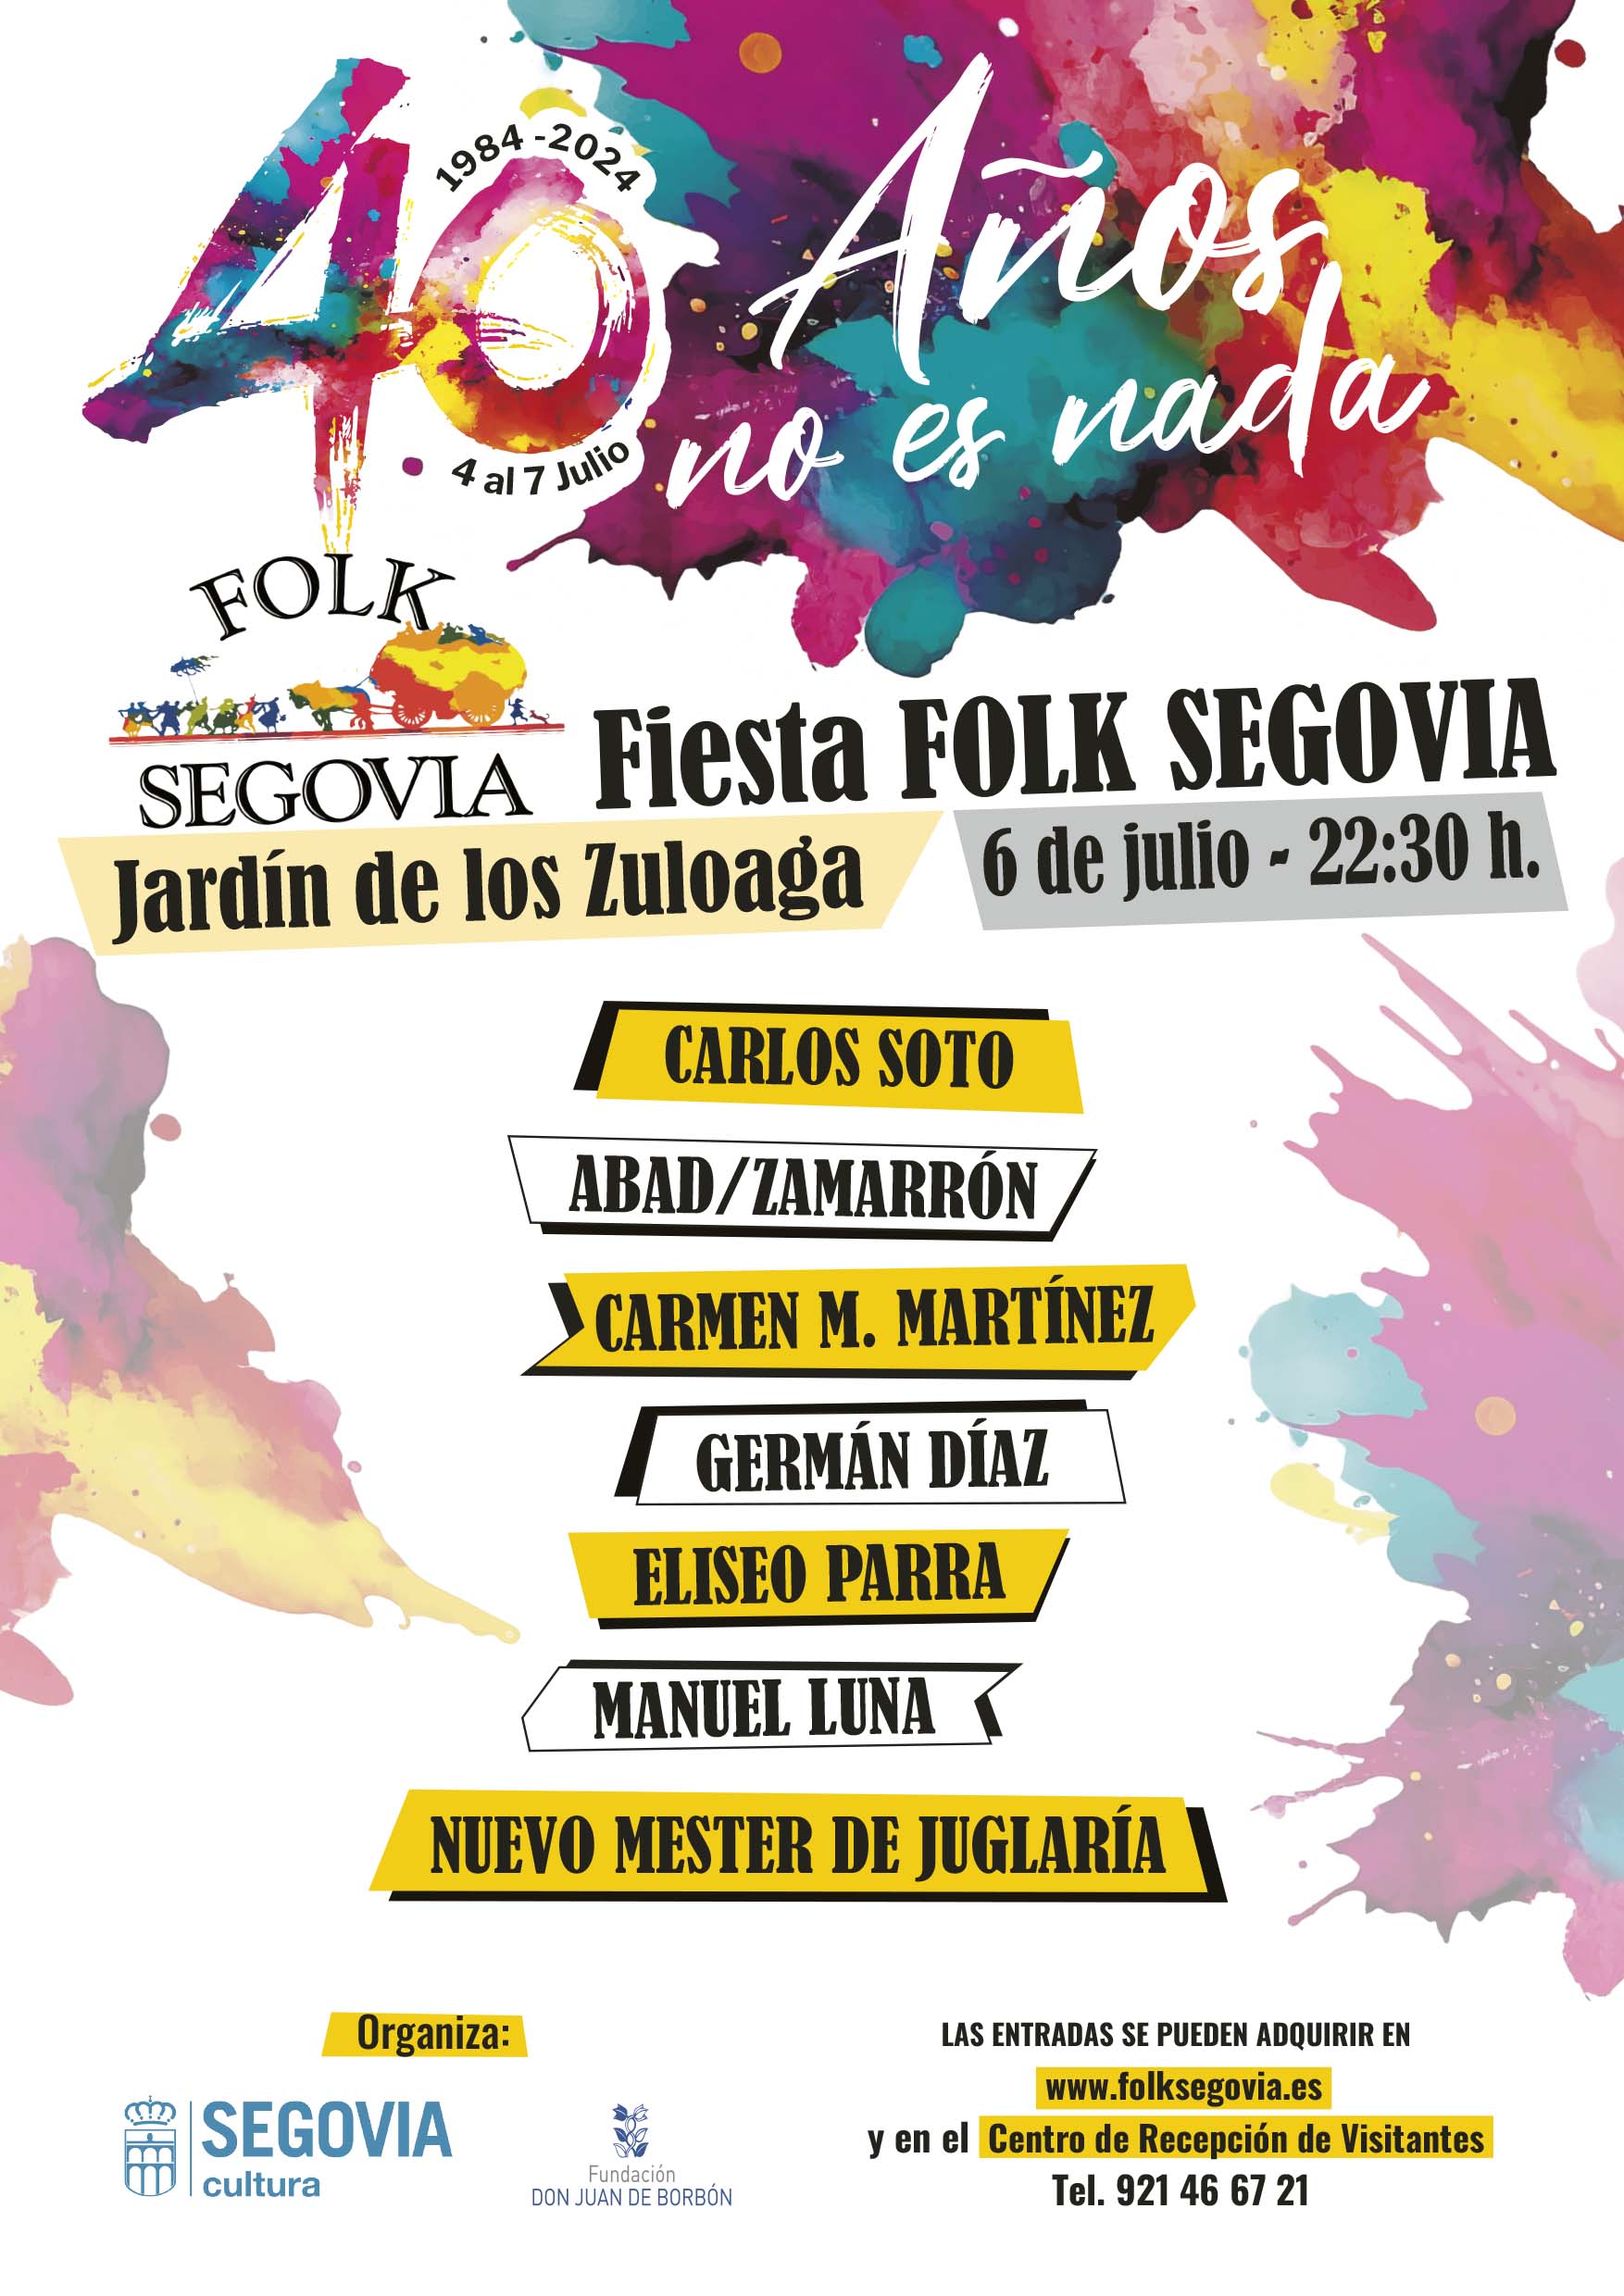 40
1984 - 2024
4 al 7 Julio
Años
no es nada
FOLK
SEGOVIA
Fiesta FOLK SEGOVIA
Jardín de los Zuloaga
6 de julio - 22:30 h.
CARLOS SOTO
ABAD/ZAMARRÓN
CARMEN M. MARTÍNEZ
GERMÁN DÍAZ
ELISEO PARRA
MANUEL LUNA
NUEVO MESTER DE JUGLARÍA
Organiza:
SEGOVIA
cultura
Fundación
DON JUAN DE BORBÓN
LAS ENTRADAS SE PUEDEN ADQUIRIR EN
www.folksegovia.es
y en el Centro de Recepción de Visitantes
Tel. 921 46 67 21